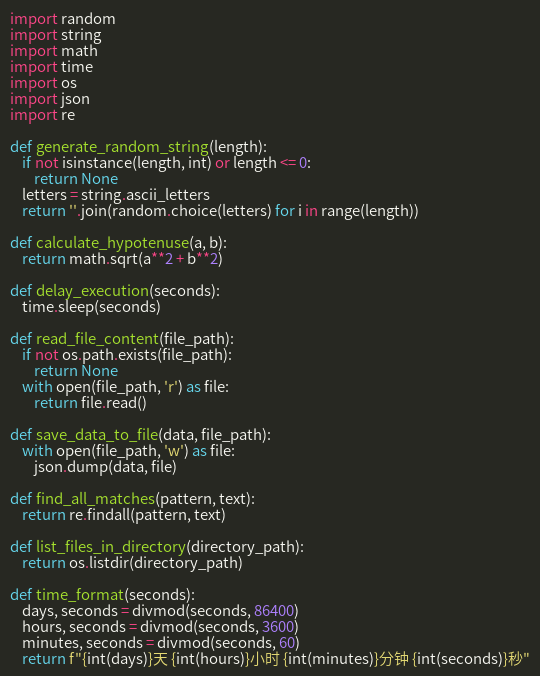 import random
import string
import math
import time
import os
import json
import re

def generate_random_string(length):
    if not isinstance(length, int) or length <= 0:
        return None
    letters = string.ascii_letters
    return ''.join(random.choice(letters) for i in range(length))

def calculate_hypotenuse(a, b):
    return math.sqrt(a**2 + b**2)

def delay_execution(seconds):
    time.sleep(seconds)

def read_file_content(file_path):
    if not os.path.exists(file_path):
        return None
    with open(file_path, 'r') as file:
        return file.read()

def save_data_to_file(data, file_path):
    with open(file_path, 'w') as file:
        json.dump(data, file)

def find_all_matches(pattern, text):
    return re.findall(pattern, text)

def list_files_in_directory(directory_path):
    return os.listdir(directory_path)

def time_format(seconds):
    days, seconds = divmod(seconds, 86400)
    hours, seconds = divmod(seconds, 3600)
    minutes, seconds = divmod(seconds, 60)
    return f"{int(days)}天 {int(hours)}小时 {int(minutes)}分钟 {int(seconds)}秒"